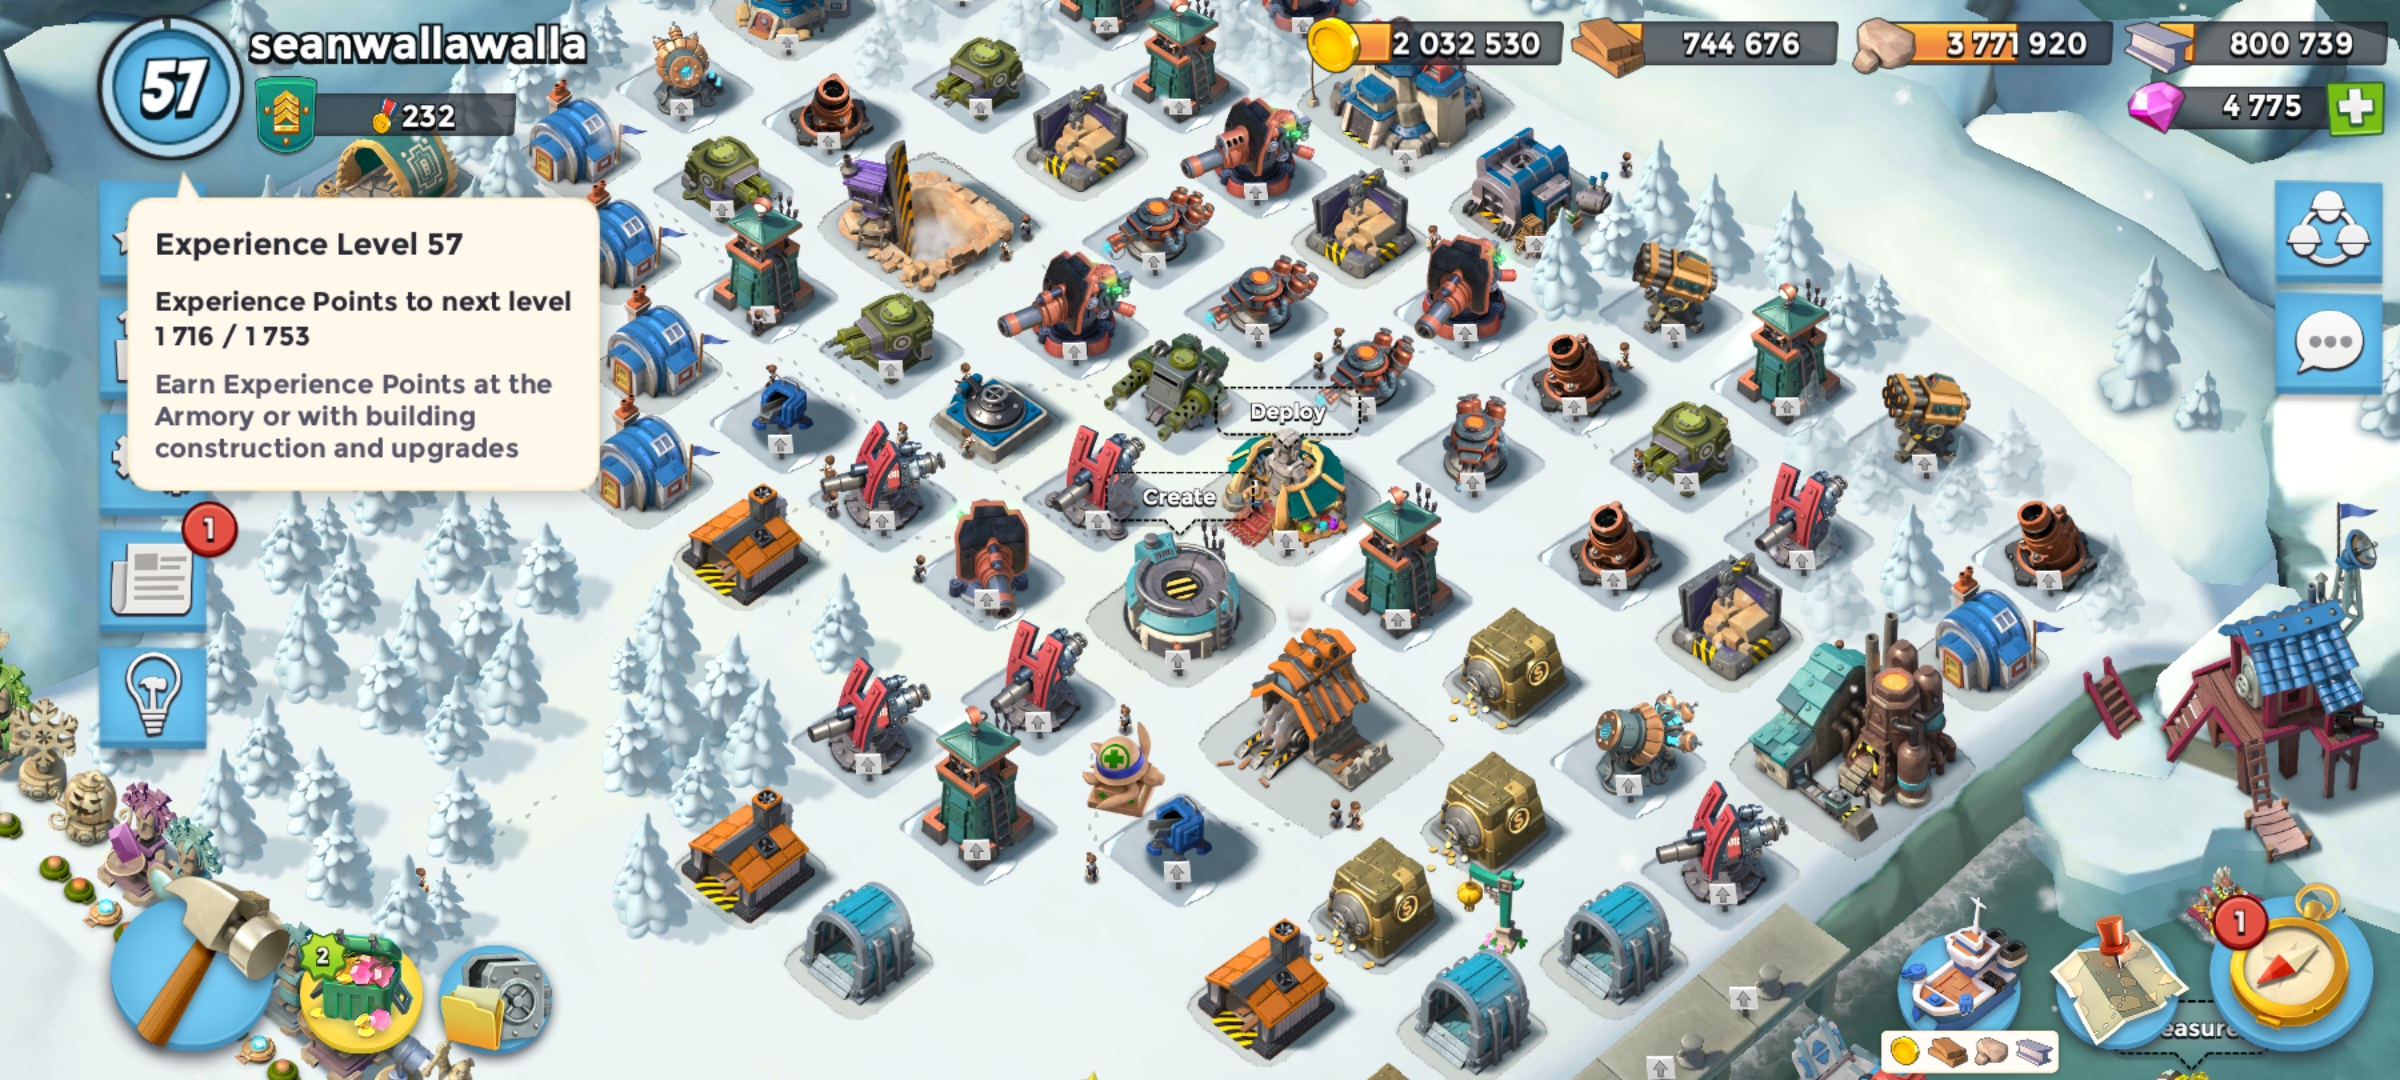 57
seanwallawalla
232
2 032 530
744 676
3 771 920
800 739
4 775
Experience Level 57
Experience Points to next level
1 716 / 1 753
Earn Experience Points at the
Armory or with building
construction and upgrades
Deploy
Create
1
2
1